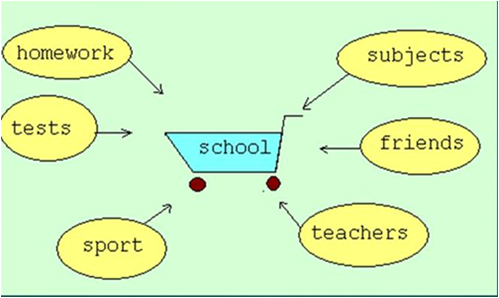 homework
subjects
tests
school
friends
sport
teachers